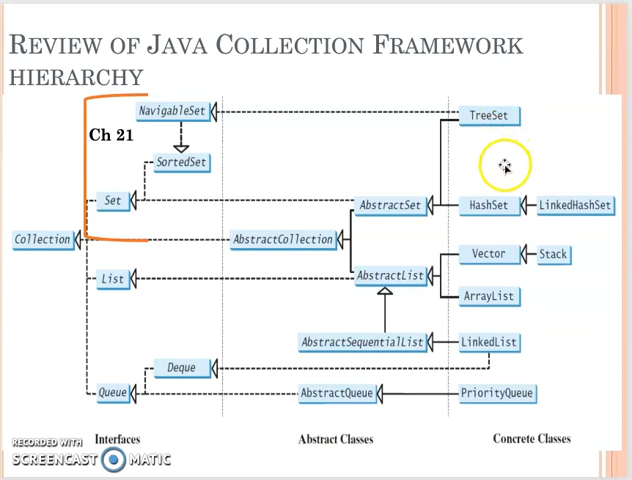 REVIEW OF JAVA COLLECTION FRAMEWORK
HIERARCHY
NavigableSet
TreeSet
Ch 21
SortedSet
Set
AbstractSet
HashSet
LinkedHashSet
Collection
AbstractCollection
Vector
Stack
List
AbstractList
ArrayList
AbstractSequentialList
LinkedList
Deque
Queue
AbstractQueue
PriorityQueue
Interfaces
Abstract Classes
Concrete Classes
RECORDED WITH
SCREENCAST MATIC